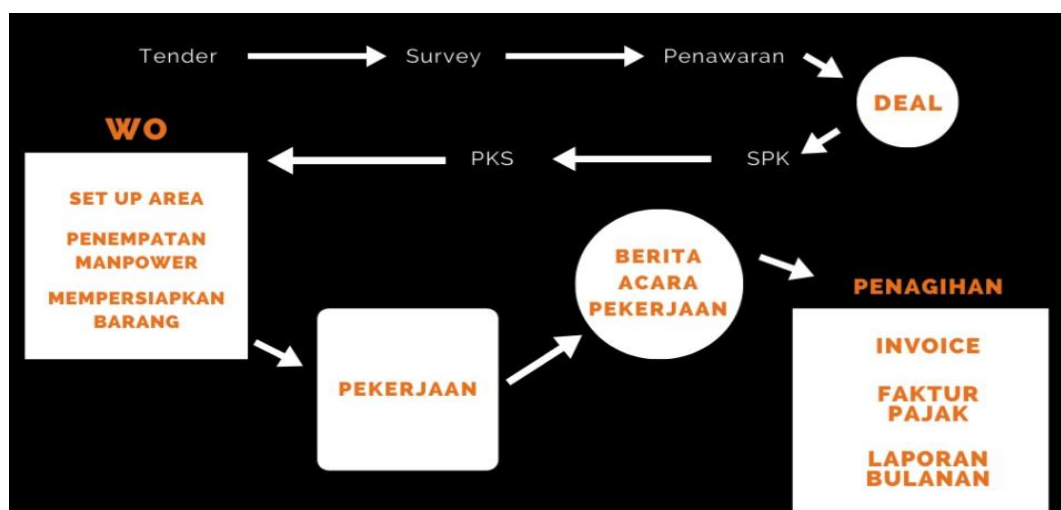 Tender
Survey
Penawaran
DEAL
SPK
PKS
WO
SET UP AREA
PENEMPATAN
MANPOWER
MEMPERSIAPKAN
BARANG
PEKERJAAN
BERITA
ACARA
PEKERJAAN
PENAGIHAN
INVOICE
FAKTUR
PAJAK
LAPORAN
BULANAN